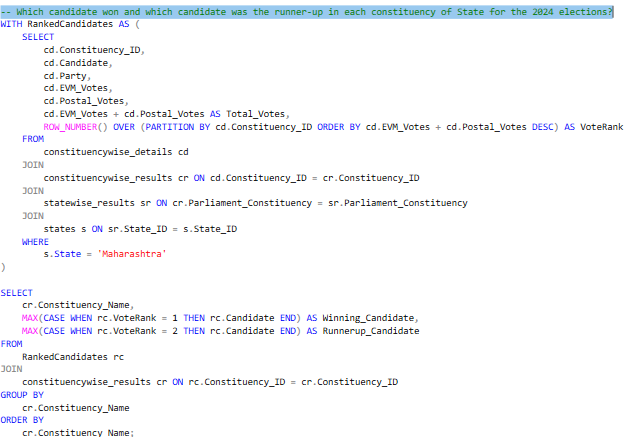 -- Which candidate won and which candidate was the runner-up in each constituency of State for the 2024 elections?
WITH RankedCandidates AS (
    SELECT
        cd.Constituency_ID,
        cd.Candidate,
        cd.Party,
        cd.EVM_Votes,
        cd.Postal_Votes,
        cd.EVM_Votes + cd.Postal_Votes AS Total_Votes,
        ROW_NUMBER() OVER (PARTITION BY cd.Constituency_ID ORDER BY cd.EVM_Votes + cd.Postal_Votes DESC) AS VoteRank
    FROM
        constituencywise_details cd
    JOIN
        constituencywise_results cr ON cd.Constituency_ID = cr.Constituency_ID
    JOIN
        statewise_results sr ON cr.Parliament_Constituency = sr.Parliament_Constituency
    JOIN
        states s ON sr.State_ID = s.State_ID
    WHERE
        s.State = 'Maharashtra'
)
SELECT
    cr.Constituency_Name,
    MAX(CASE WHEN rc.VoteRank = 1 THEN rc.Candidate END) AS Winning_Candidate,
    MAX(CASE WHEN rc.VoteRank = 2 THEN rc.Candidate END) AS Runnerup_Candidate
FROM
    RankedCandidates rc
JOIN
    constituencywise_results cr ON rc.Constituency_ID = cr.Constituency_ID
GROUP BY
    cr.Constituency_Name
ORDER BY
    cr.Constituency_Name;